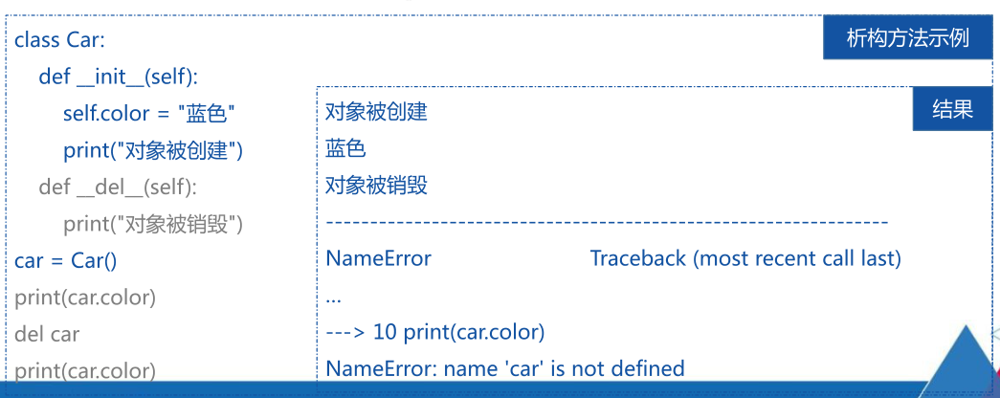 析构方法示例
class Car:
def __init__(self):
self.color = "蓝色"
print("对象被创建")
def __del__(self):
print("对象被销毁")
car = Car()
print(car.color)
del car
print(car.color)
结果
对象被创建
蓝色
对象被销毁
---------------------------------------------------------------
NameError Traceback (most recent call last)
...
---> 10 print(car.color)
NameError: name 'car' is not defined